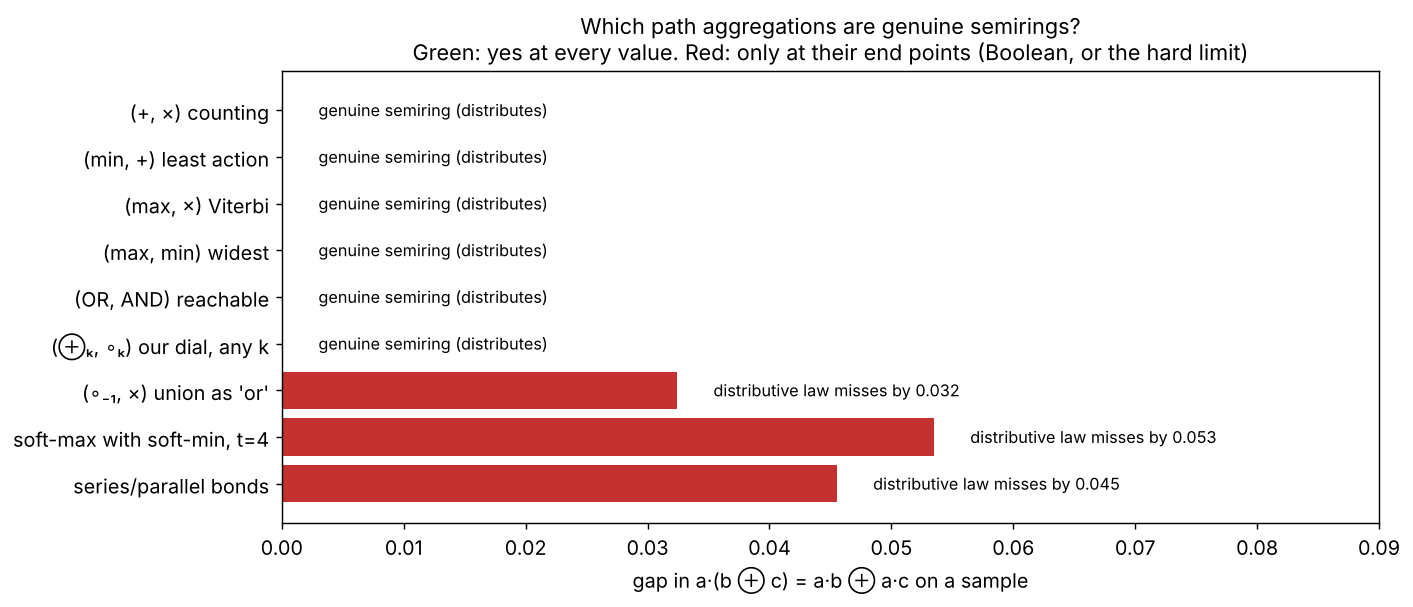 Which path aggregations are genuine semirings?
Green: yes at every value. Red: only at their end points (Boolean, or the hard limit)
(+, ×) counting genuine semiring (distributes)
(min, +) least action genuine semiring (distributes)
(max, ×) Viterbi genuine semiring (distributes)
(max, min) widest genuine semiring (distributes)
(OR, AND) reachable genuine semiring (distributes)
(⊕ₖ, ∘ₖ) our dial, any k genuine semiring (distributes)
(∘₋₁, ×) union as 'or' distributive law misses by 0.032
soft-max with soft-min, t=4 distributive law misses by 0.053
series/parallel bonds distributive law misses by 0.045
0.00 0.01 0.02 0.03 0.04 0.05 0.06 0.07 0.08 0.09
gap in a·(b ⊕ c) = a·b ⊕ a·c on a sample